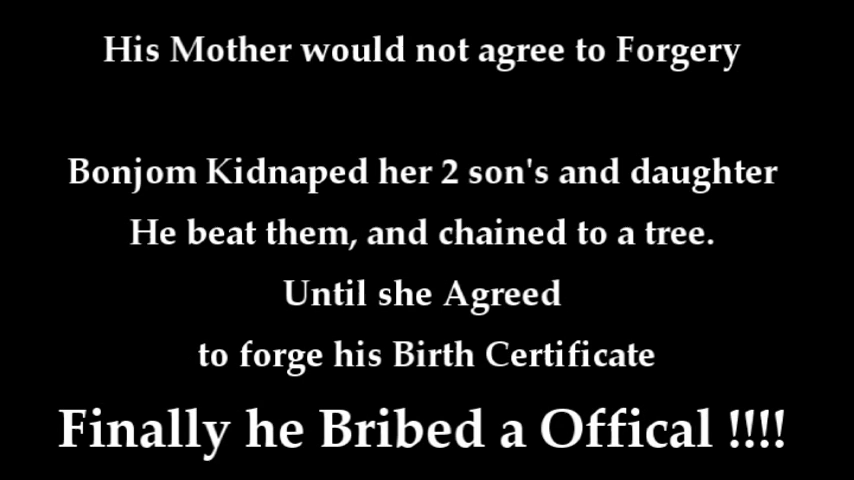 His Mother would not agree to Forgery
Bonjom Kidnaped her 2 son's and daughter
He beat them, and chained to a tree.
Until she Agreed
to forge his Birth Certificate
Finally he Bribed a Offical !!!!